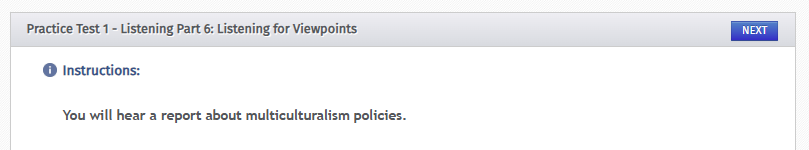 Practice Test 1 - Listening Part 6: Listening for Viewpoints
NEXT
Instructions:
You will hear a report about multiculturalism policies.